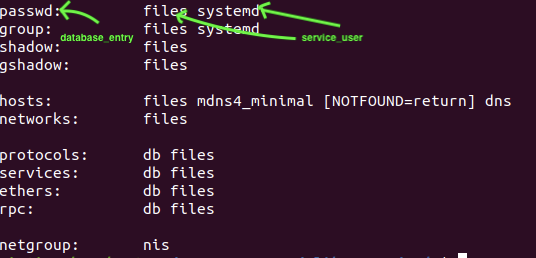 passwd: files systemd
group: files systemd
database_entry service_user
shadow: files
gshadow: files
hosts: files mdns4_minimal [NOTFOUND=return] dns
networks: files
protocols: db files
services: db files
ethers: db files
rpc: db files
netgroup: nis